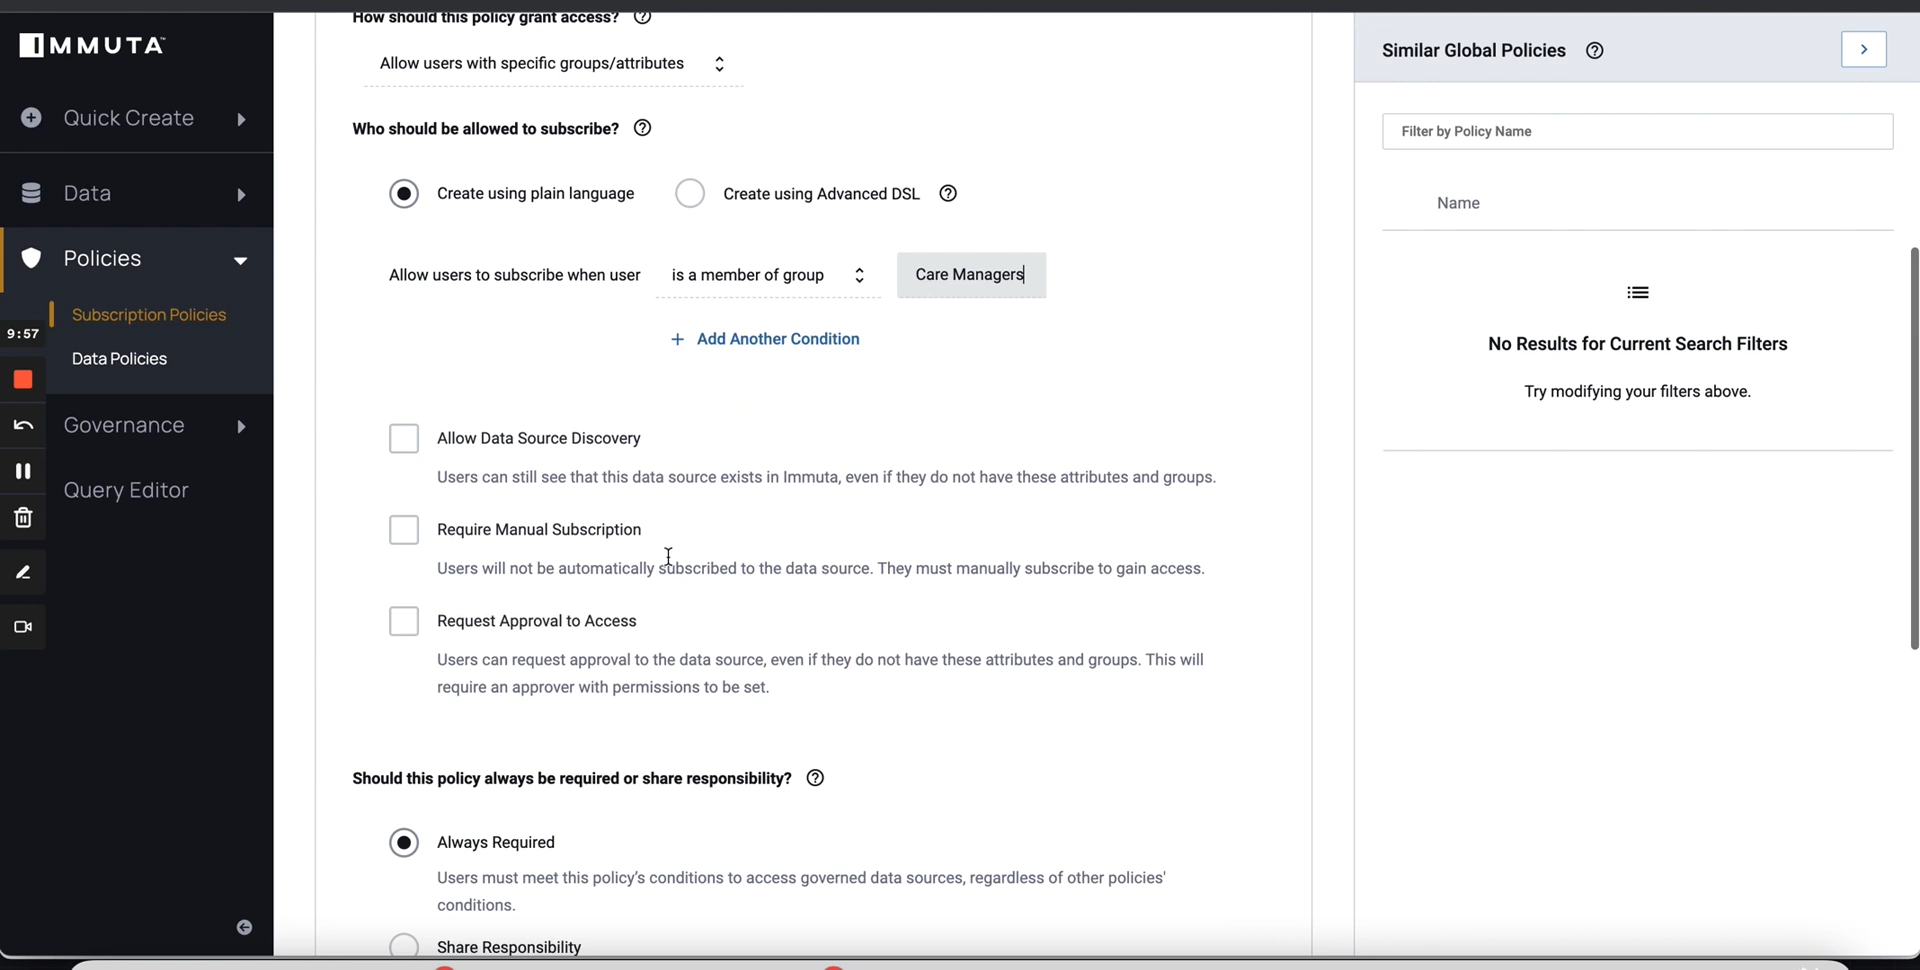 IMMUTA
Quick Create
Data
Policies
Subscription Policies
9:57
Data Policies
Governance
Query Editor
How should this policy grant access?
Allow users with specific groups/attributes
Who should be allowed to subscribe?
Create using plain language
Create using Advanced DSL
Allow users to subscribe when user is a member of group Care Managers
+ Add Another Condition
Allow Data Source Discovery
Users can still see that this data source exists in Immuta, even if they do not have these attributes and groups.
Require Manual Subscription
Users will not be automatically subscribed to the data source. They must manually subscribe to gain access.
Request Approval to Access
Users can request approval to the data source, even if they do not have these attributes and groups. This will
require an approver with permissions to be set.
Should this policy always be required or share responsibility?
Always Required
Users must meet this policy's conditions to access governed data sources, regardless of other policies'
conditions.
Share Responsibility
Similar Global Policies
Filter by Policy Name
Name
No Results for Current Search Filters
Try modifying your filters above.